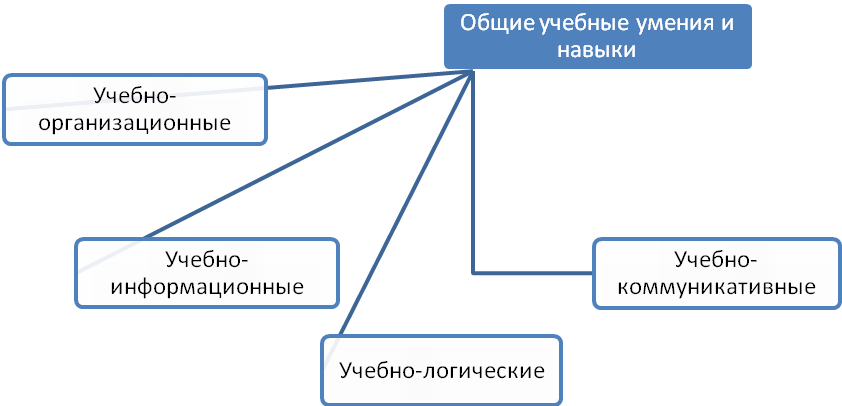 Общие учебные умения и
навыки
Учебно-
организационные
Учебно-
информационные
Учебно-
коммуникативные
Учебно-логические